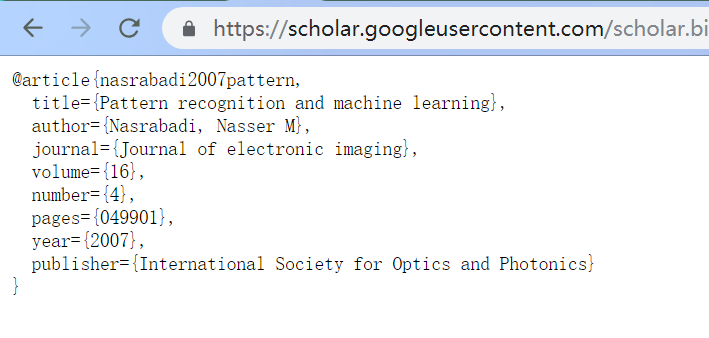 https://scholar.googleusercontent.com/scholar.bi
@article{nasrabadi2007pattern,
title={Pattern recognition and machine learning},
author={Nasrabadi, Nasser M},
journal={Journal of electronic imaging},
volume={16},
number={4},
pages={049901},
year={2007},
publisher={International Society for Optics and Photonics}
}